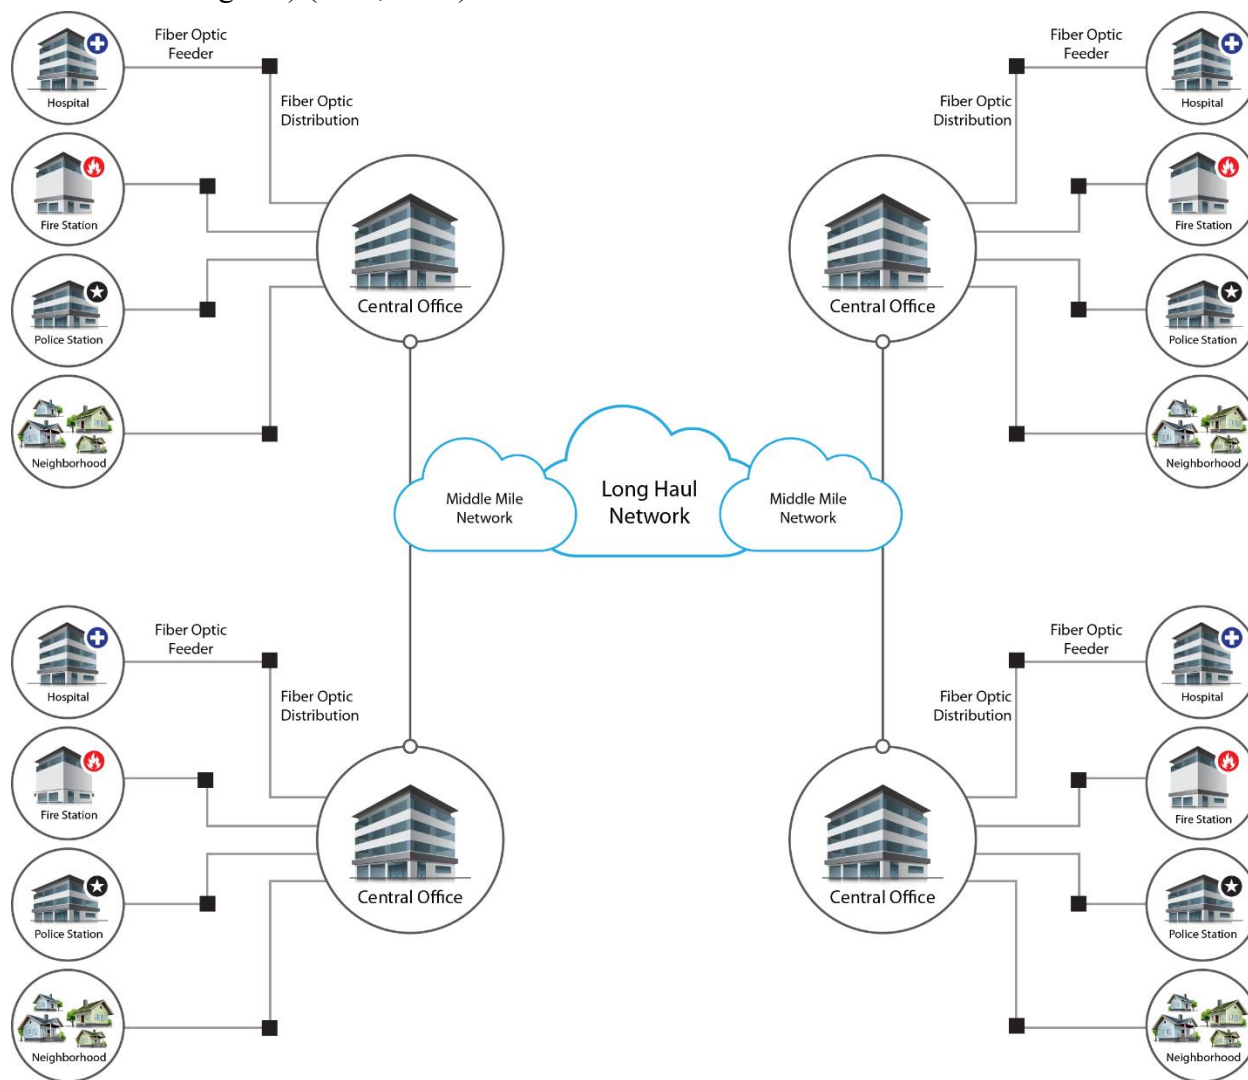 Fiber Optic
Feeder
Hospital
Fiber Optic
Distribution
Fire Station
Police Station
Neighborhood
Central Office
Fiber Optic
Feeder
Hospital
Fiber Optic
Distribution
Fire Station
Police Station
Neighborhood
Central Office
Middle Mile
Network
Long Haul
Network
Middle Mile
Network
Fiber Optic
Feeder
Hospital
Fiber Optic
Distribution
Fire Station
Police Station
Neighborhood
Central Office
Fiber Optic
Feeder
Hospital
Fiber Optic
Distribution
Fire Station
Police Station
Neighborhood
Central Office